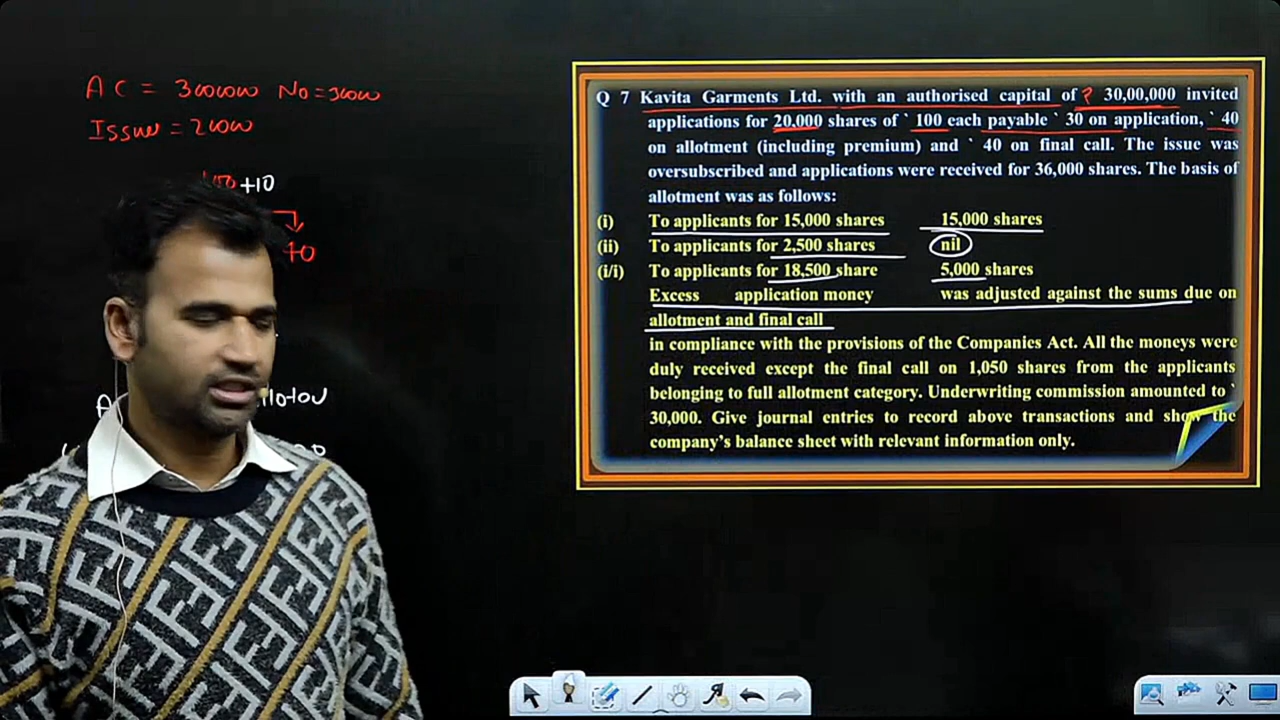 AC = 3000000 No = 30000
Issue = 20000
100 +10
Q 7 Kavita Garments Ltd. with an authorised capital of ? 30,00,000 invited
applications for 20,000 shares of ` 100 each payable ` 30 on application, ` 40
on allotment (including premium) and ` 40 on final call. The issue was
oversubscribed and applications were received for 36,000 shares. The basis of
allotment was as follows:
(i) To applicants for 15,000 shares 15,000 shares
(ii) To applicants for 2,500 shares nil
(i/i) To applicants for 18,500 share 5,000 shares
Excess application money was adjusted against the sums due on
allotment and final call
in compliance with the provisions of the Companies Act. All the moneys were
duly received except the final call on 1,050 shares from the applicants
belonging to full allotment category. Underwriting commission amounted to `
30,000. Give journal entries to record above transactions and show the
company's balance sheet with relevant information only.